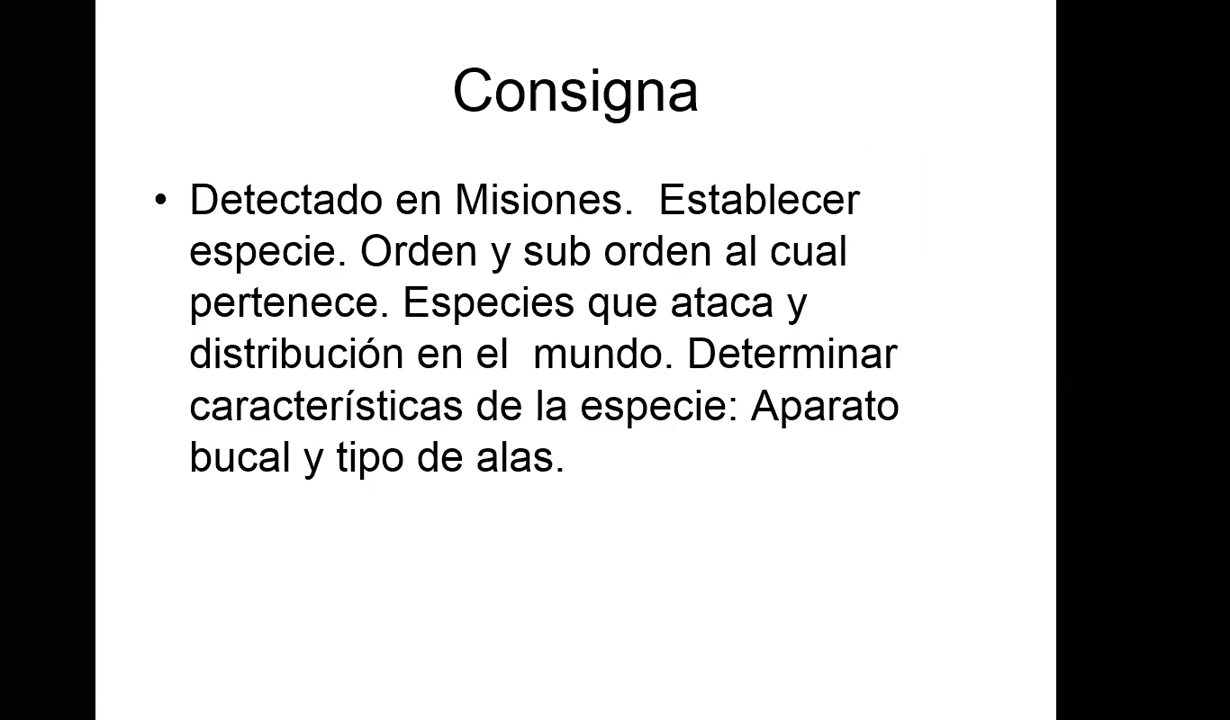 Consigna
• Detectado en Misiones.  Establecer
especie. Orden y sub orden al cual
pertenece. Especies que ataca y
distribución en el  mundo. Determinar
características de la especie: Aparato
bucal y tipo de alas.